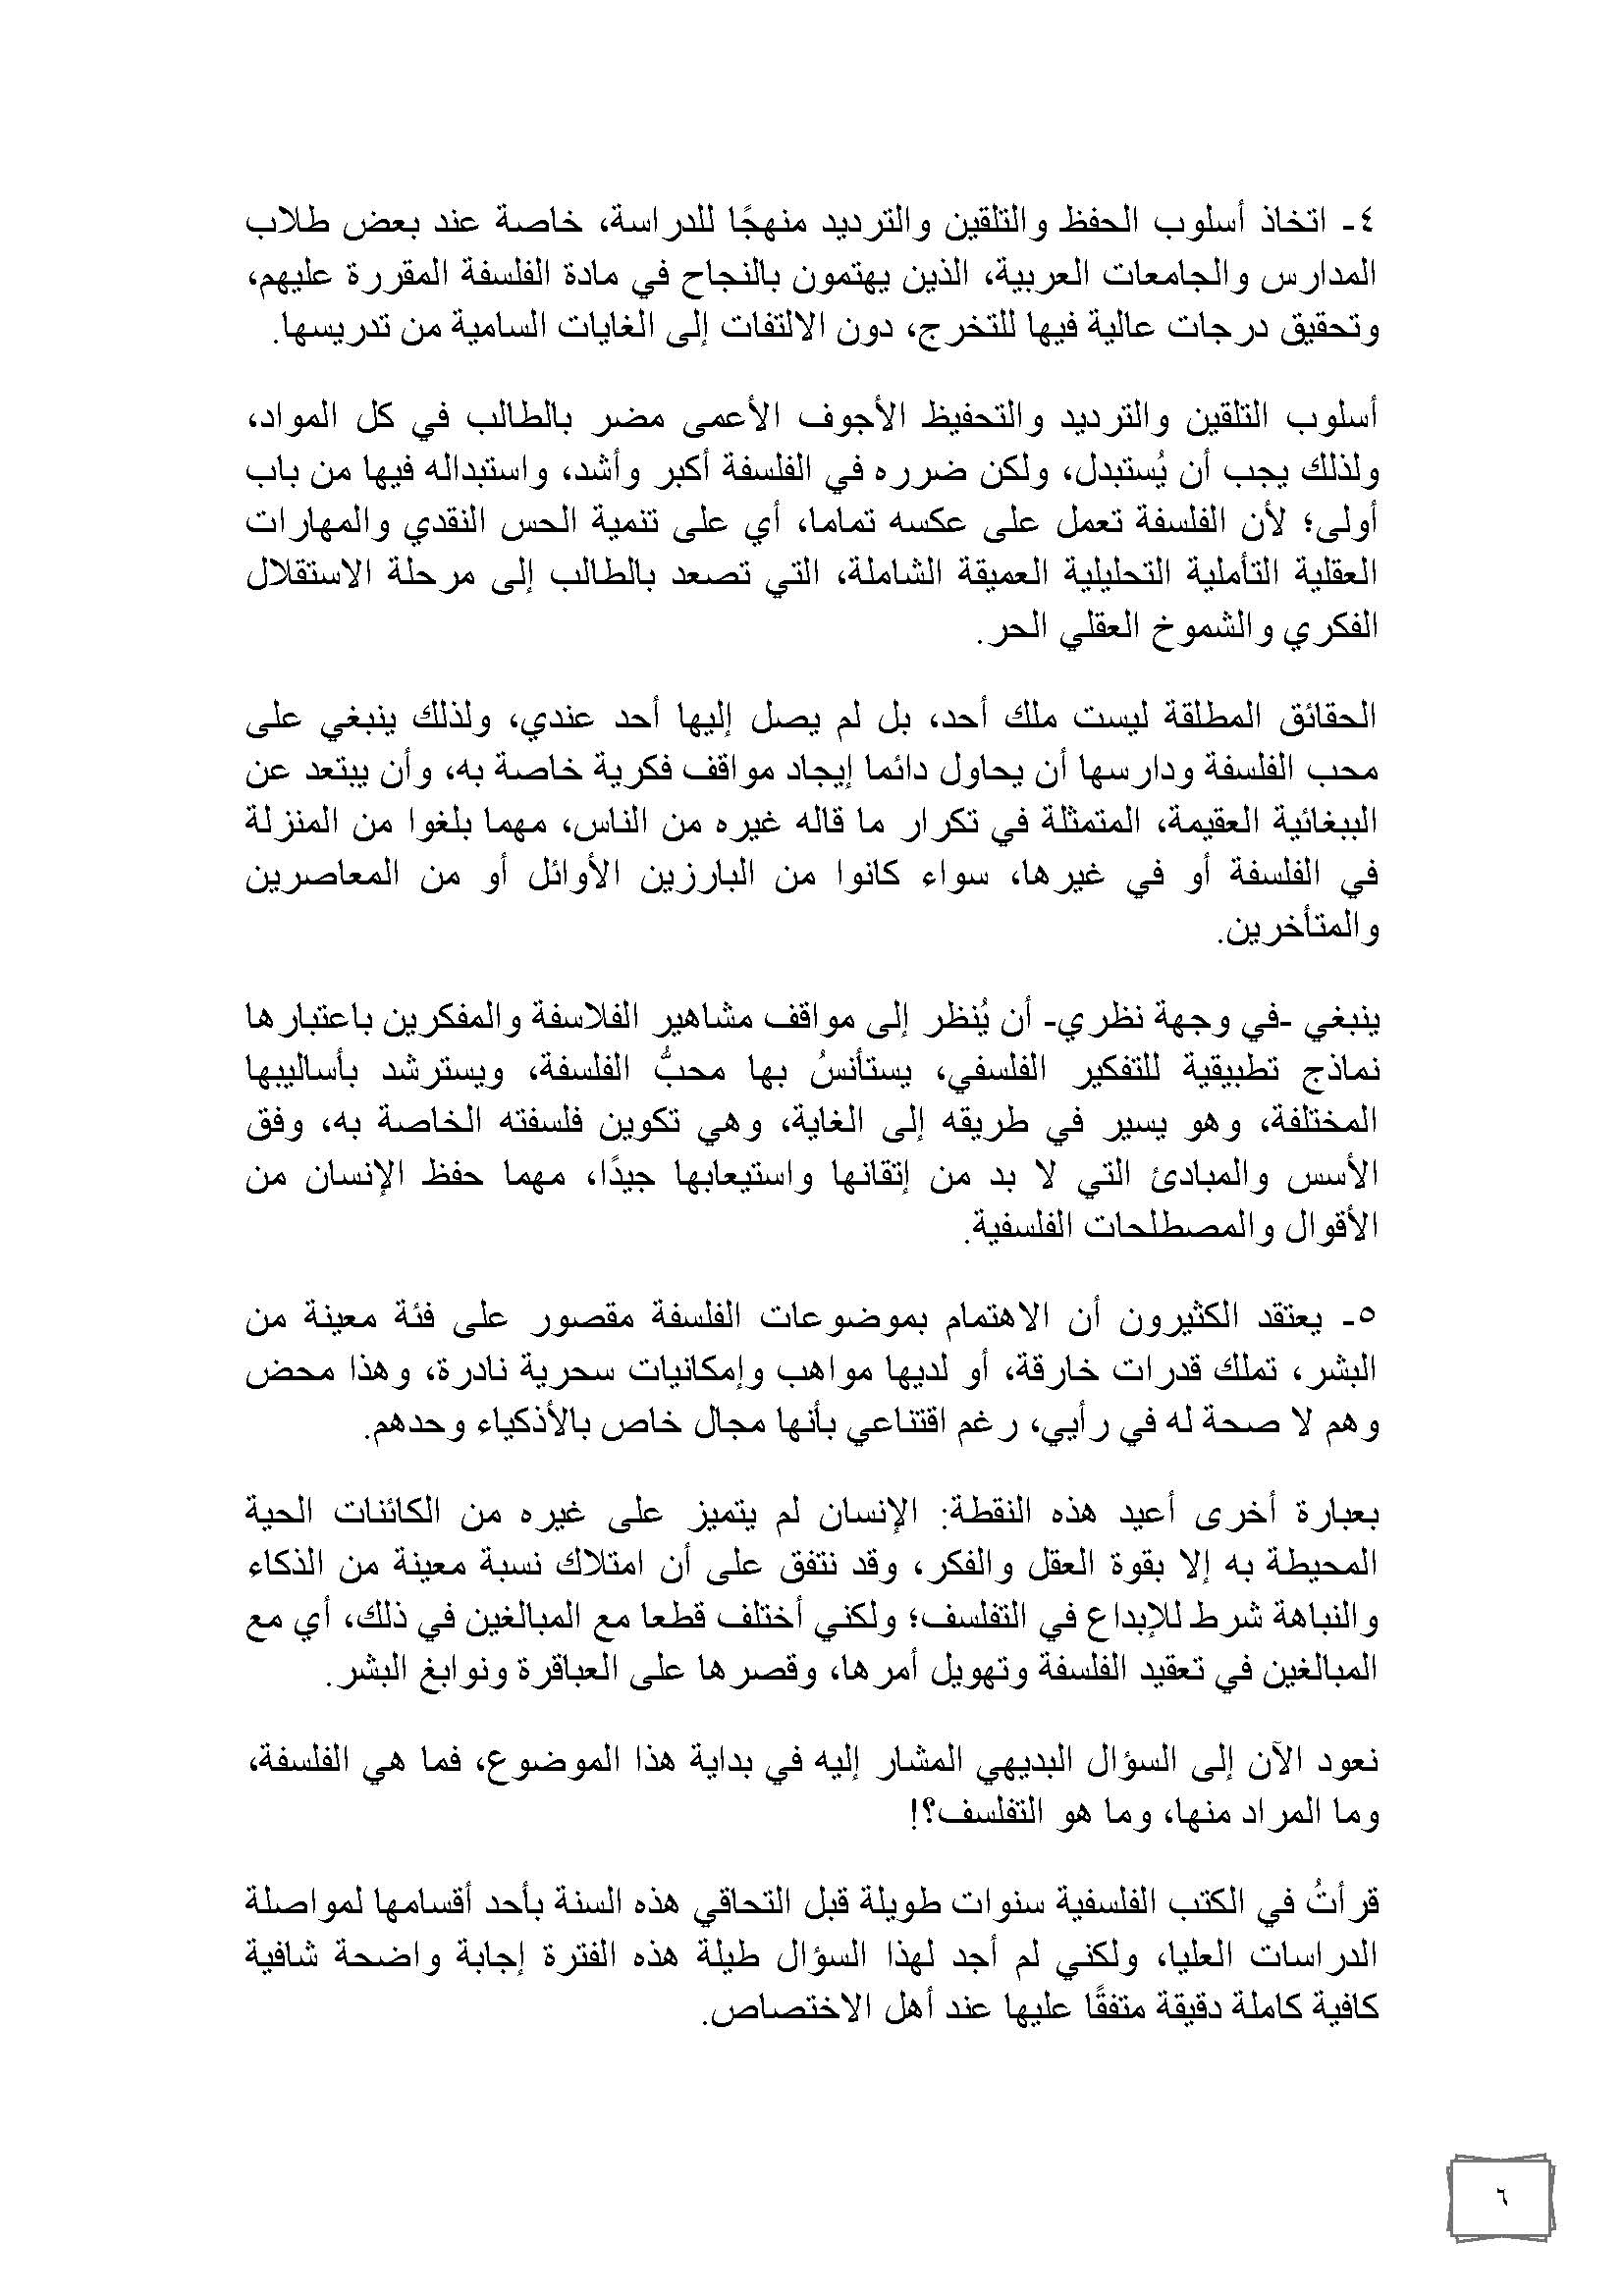 ٤- اتخاذ أسلوب الحفظ والتلقين والترديد منهجًا للدراسة، خاصة عند بعض طلاب
المدارس والجامعات العربية، الذين يهتمون بالنجاح في مادة الفلسفة المقررة عليهم،
وتحقيق درجات عالية فيها للتخرج، دون الالتفات إلى الغايات السامية من تدريسها.
أسلوب التلقين والترديد والتحفيظ الأجوف الأعمى مضر بالطالب في كل المواد،
ولذلك يجب أن يُستبدل، ولكن ضرره في الفلسفة أكبر وأشد، واستبداله فيها من باب
أولى؛ لأن الفلسفة تعمل على عكسه تماما، أي على تنمية الحس النقدي والمهارات
العقلية التأملية التحليلية العميقة الشاملة، التي تصعد بالطالب إلى مرحلة الاستقلال
الفكري والشموخ العقلي الحر.
الحقائق المطلقة ليست ملك أحد، بل لم يصل إليها أحد عندي، ولذلك ينبغي على
محب الفلسفة ودارسها أن يحاول دائما إيجاد مواقف فكرية خاصة به، وأن يبتعد عن
الببغائية العقيمة، المتمثلة في تكرار ما قاله غيره من الناس، مهما بلغوا من المنزلة
في الفلسفة أو في غيرها، سواء كانوا من البارزين الأوائل أو من المعاصرين
والمتأخرين.
ينبغي -في وجهة نظري- أن يُنظر إلى مواقف مشاهير الفلاسفة والمفكرين باعتبارها
نماذج تطبيقية للتفكير الفلسفي، يستأنسُ بها محبُّ الفلسفة، ويسترشد بأساليبها
المختلفة، وهو يسير في طريقه إلى الغاية، وهي تكوين فلسفته الخاصة به، وفق
الأسس والمبادئ التي لا بد من إتقانها واستيعابها جيدًا، مهما حفظ الإنسان من
الأقوال والمصطلحات الفلسفية.
٥- يعتقد الكثيرون أن الاهتمام بموضوعات الفلسفة مقصور على فئة معينة من
البشر، تملك قدرات خارقة، أو لديها مواهب وإمكانيات سحرية نادرة، وهذا محض
وهم لا صحة له في رأيي، رغم اقتناعي بأنها مجال خاص بالأذكياء وحدهم.
بعبارة أخرى أعيد هذه النقطة: الإنسان لم يتميز على غيره من الكائنات الحية
المحيطة به إلا بقوة العقل والفكر، وقد نتفق على أن امتلاك نسبة معينة من الذكاء
والنباهة شرط للإبداع في التفلسف؛ ولكني أختلف قطعا مع المبالغين في ذلك، أي مع
المبالغين في تعقيد الفلسفة وتهويل أمرها، وقصرها على العباقرة ونوابغ البشر.
نعود الآن إلى السؤال البديهي المشار إليه في بداية هذا الموضوع، فما هي الفلسفة،
وما المراد منها، وما هو التفلسف؟!
قرأتُ في الكتب الفلسفية سنوات طويلة قبل التحاقي هذه السنة بأحد أقسامها لمواصلة
الدراسات العليا، ولكني لم أجد لهذا السؤال طيلة هذه الفترة إجابة واضحة شافية
كافية كاملة دقيقة متفقًا عليها عند أهل الاختصاص.
٦